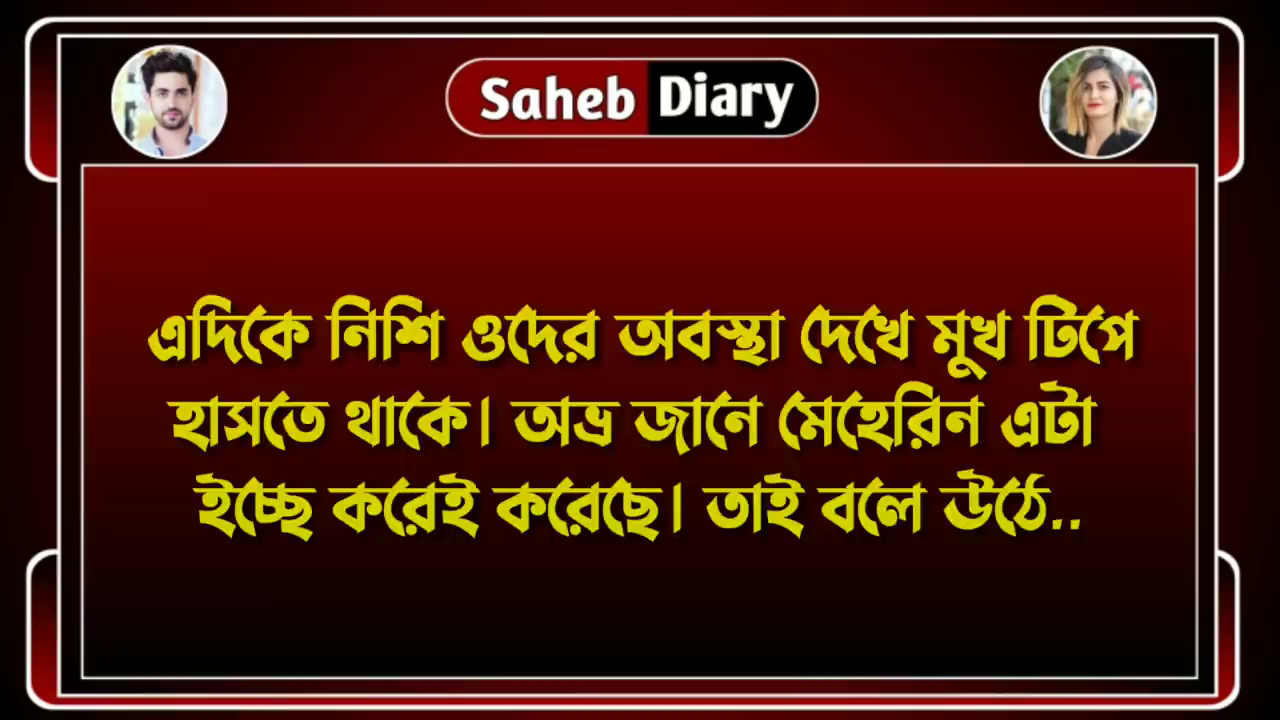 Saheb Diary
এদিকে নিশি ওদের অবস্থা দেখে মুখ টিপে
হাসতে থাকে। অভ্র জানে মেহেরিন এটা
ইচ্ছে করেই করেছে। তাই বলে উঠে..